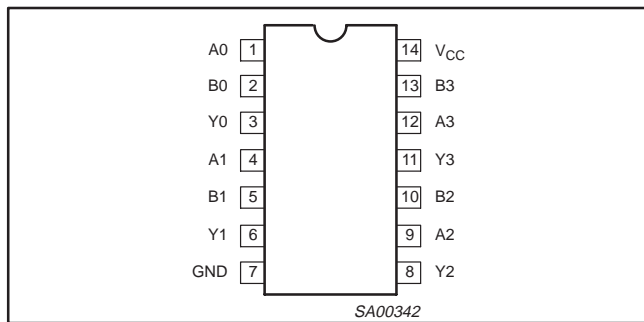 A0 1 14 VCC
B0 2 13 B3
Y0 3 12 A3
A1 4 11 Y3
B1 5 10 B2
Y1 6 9 A2
GND 7 8 Y2
SA00342